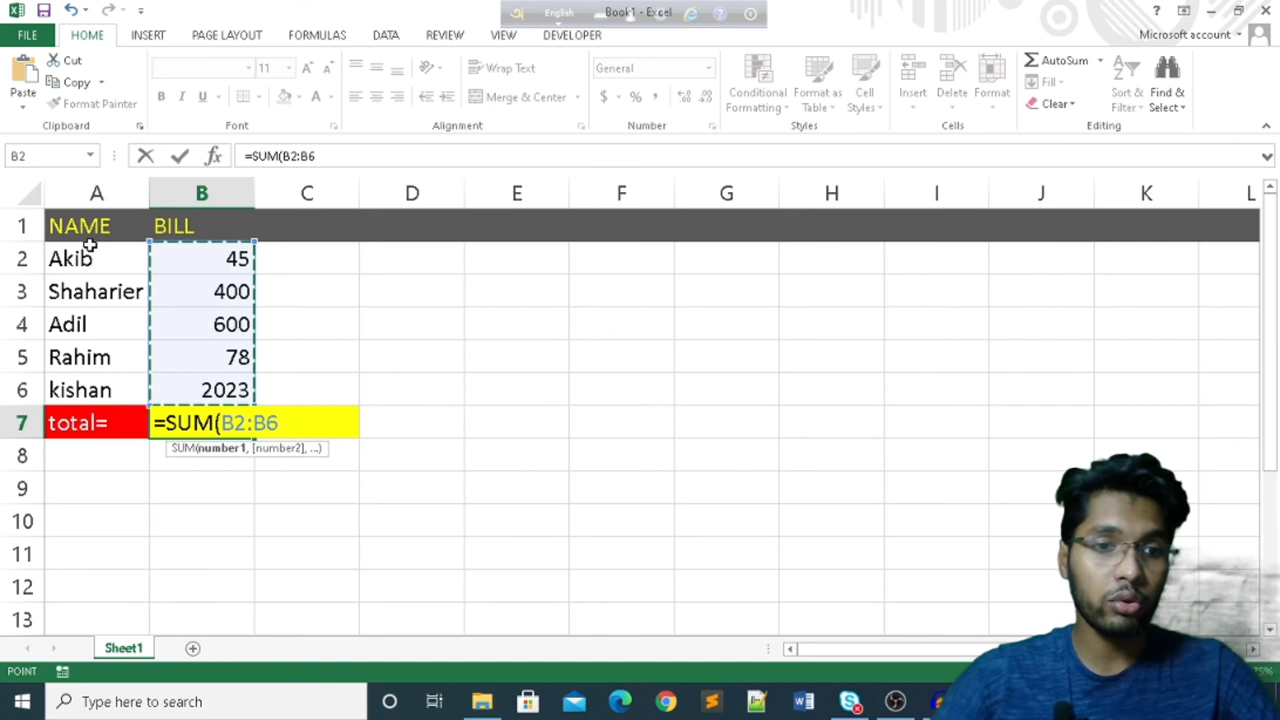 English
Book1 - Excel
FILE HOME INSERT PAGE LAYOUT FORMULAS DATA REVIEW VIEW DEVELOPER Microsoft account
Cut
Copy
Format Painter
Paste
Clipboard
11
Font
Wrap Text
Merge & Center
Alignment
General
Number
Conditional Formatting
Format as Table
Cell Styles
Styles
Insert Delete Format
Cells
AutoSum
Fill
Clear
Sort & Filter
Find & Select
Editing
B2 =SUM(B2:B6
A B C D E F G H I J K L
1 NAME BILL
2 Akib 45
3 Shaharier 400
4 Adil 600
5 Rahim 78
6 kishan 2023
7 total= =SUM(B2:B6
SUM(number1, [number2], ...)
8
9
10
11
12
13
Sheet1
POINT
Type here to search